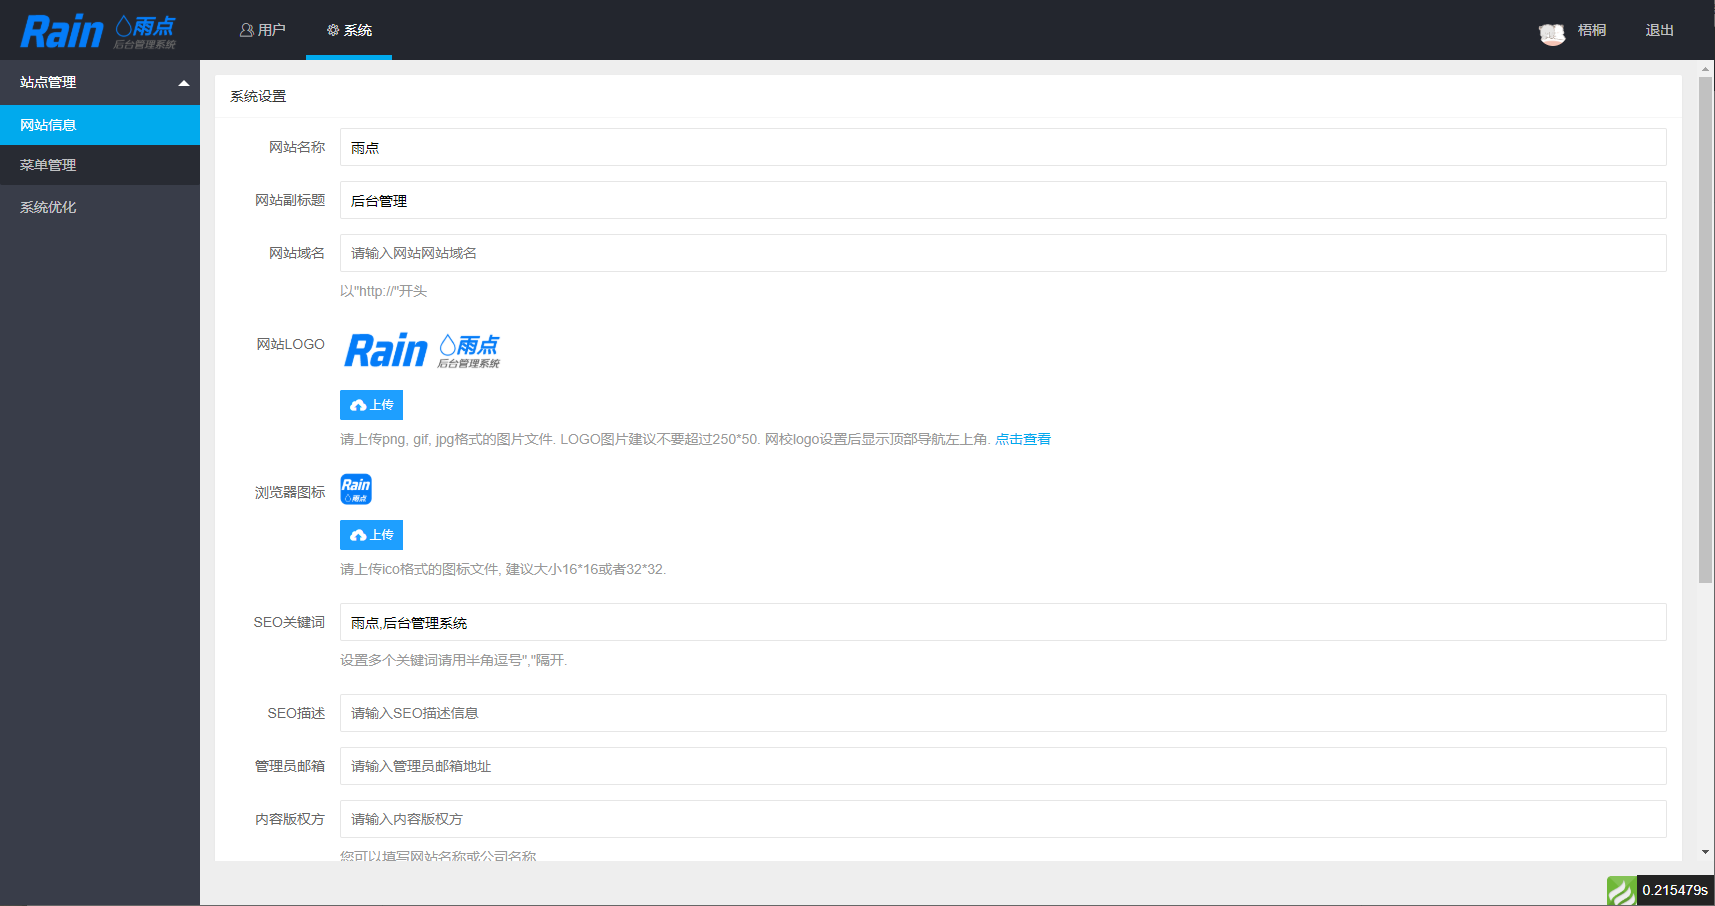 Rain 雨点
后台管理系统
用户
系统
梧桐
退出
站点管理
网站信息
菜单管理
系统优化
系统设置
网站名称
雨点
网站副标题
后台管理
网站域名
请输入网站网站域名
以"http://"开头
网站LOGO
Rain 雨点
后台管理系统
上传
请上传png, gif, jpg格式的图片文件. LOGO图片建议不要超过250*50. 网校logo设置后显示顶部导航左上角. 点击查看
浏览器图标
Rain
雨点
上传
请上传ico格式的图标文件, 建议大小16*16或者32*32.
SEO关键词
雨点,后台管理系统
设置多个关键词请用半角逗号","隔开.
SEO描述
请输入SEO描述信息
管理员邮箱
请输入管理员邮箱地址
内容版权方
请输入内容版权方
您可以填写网站名称或公司名称
0.215479s